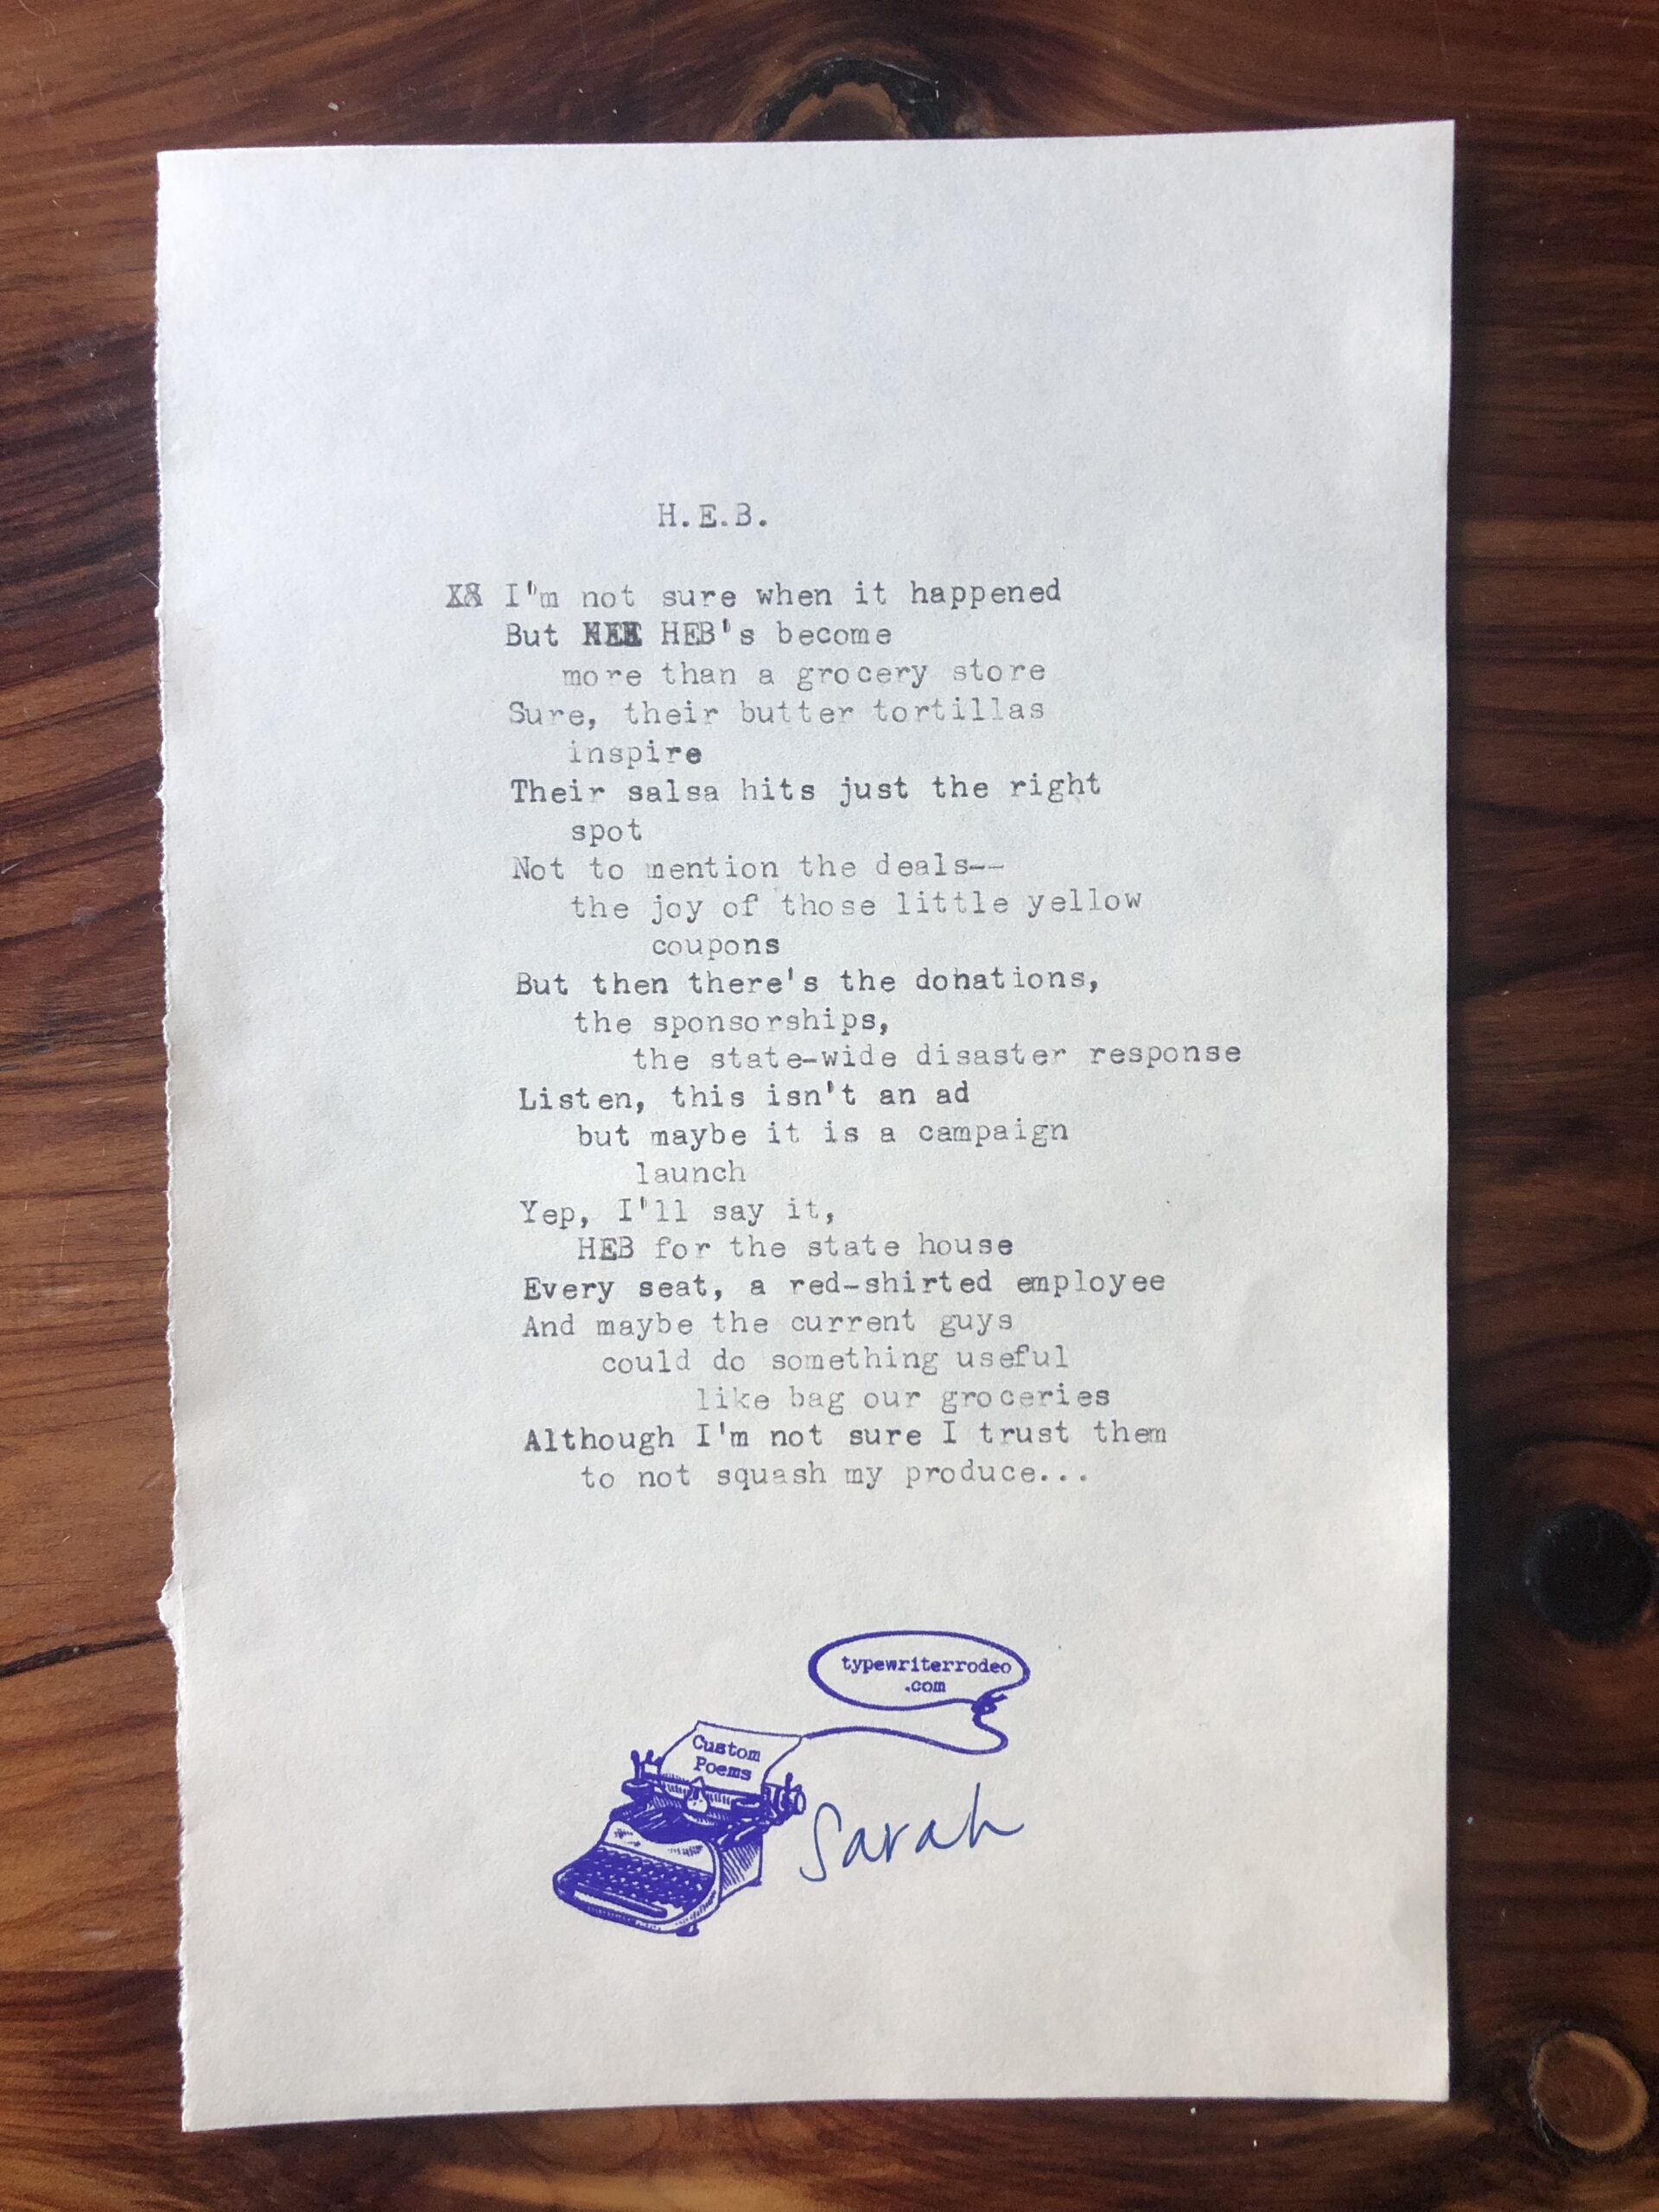 H.E.B.
I'm not sure when it happened
But HEB's become
more than a grocery store
Sure, their butter tortillas
inspire
Their salsa hits just the right
spot
Not to mention the deals--
the joy of those little yellow
coupons
But then there's the donations,
the sponsorships,
the state-wide disaster response
Listen, this isn't an ad
but maybe it is a campaign
launch
Yep, I'll say it,
HEB for the state house
Every seat, a red-shirted employee
And maybe the current guys
could do something useful
like bag our groceries
Although I'm not sure I trust them
to not squash my produce...
typewriterrodeo
.com
Custom
Poems
Sarah